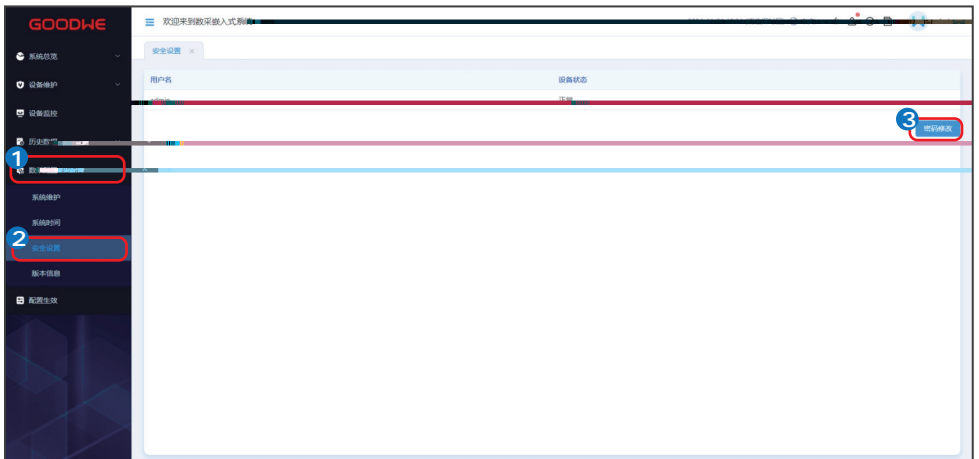 GOODWE
欢迎来到数采嵌入式系统
系统总览
安全设置 ×
设备维护
用户名
设备状态
设备监控
admin
正常
3
密码修改
历史数据
1
系统维护
系统时间
2
安全设置
版本信息
配置生效